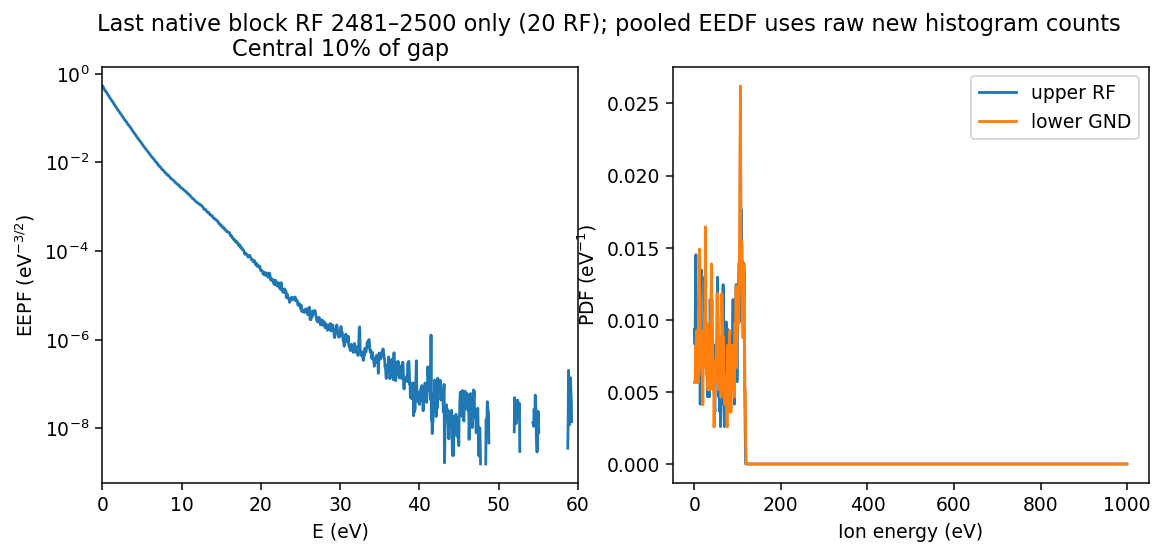 Last native block RF 2481–2500 only (20 RF); pooled EEDF uses raw new histogram counts
Central 10% of gap
10⁰
10⁻²
10⁻⁴
10⁻⁶
10⁻⁸
EEPF (eV⁻³/²)
0 10 20 30 40 50 60
E (eV)
upper RF
lower GND
0.025
0.020
0.015
0.010
0.005
0.000
PDF (eV⁻¹)
0 200 400 600 800 1000
Ion energy (eV)